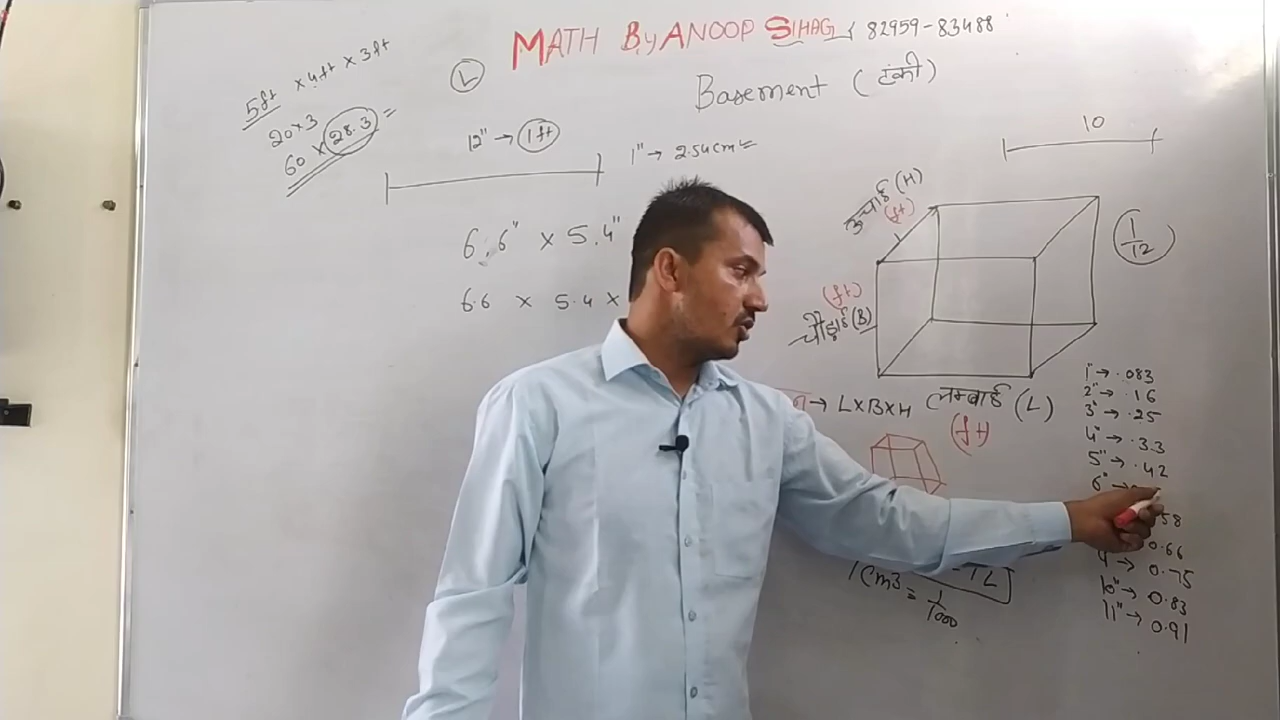 MATH By ANOOP SIHAG 82959-83488
Basement (टंकी)
L
5ft x 4ft x 3ft
20x3
60 x 28.3 =
12" → 1ft
1" → 2.54cm
6.6" x 5.4"
6.6 x 5.4 x
10
ऊंचाई (H)
(ft)
1/12
(ft)
चौड़ाई (B)
→ LXBXH
लम्बाई (L)
(ft)
1" → .083
2" → .16
3" → .25
4" → .33
5" → .42
6" →
58
0.66
9 → 0.75
10" → 0.83
11" → 0.91
1L
1cm3 = 1/1000